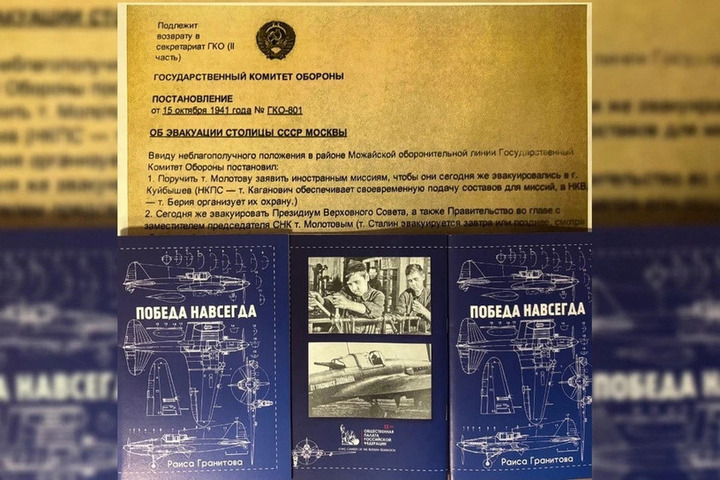 Подлежит
возврату в
секретариат ГКО (II
часть)
ГОСУДАРСТВЕННЫЙ КОМИТЕТ ОБОРОНЫ
ПОСТАНОВЛЕНИЕ
от 15 октября 1941 года № ГКО-801
ОБ ЭВАКУАЦИИ СТОЛИЦЫ СССР МОСКВЫ
Ввиду неблагополучного положения в районе Можайской оборонительной линии Государственный
Комитет Обороны постановил:
1. Поручить т. Молотову заявить иностранным миссиям, чтобы они сегодня же эвакуировались в г.
Куйбышев (НКПС — т. Каганович обеспечивает своевременную подачу составов для миссий, а НКВД
— т. Берия организует их охрану.)
2. Сегодня же эвакуировать Президиум Верховного Совета, а также Правительство во главе с
заместителем председателя СНК т. Молотовым (т. Сталин эвакуируется завтра или позднее, смотря
ПОБЕДА НАВСЕГДА
Раиса Гранитова
ОБЩЕСТВЕННАЯ
ПАЛАТА
РОССИЙСКОЙ
ФЕДЕРАЦИИ
ПОБЕДА НАВСЕГДА
Раиса Гранитова